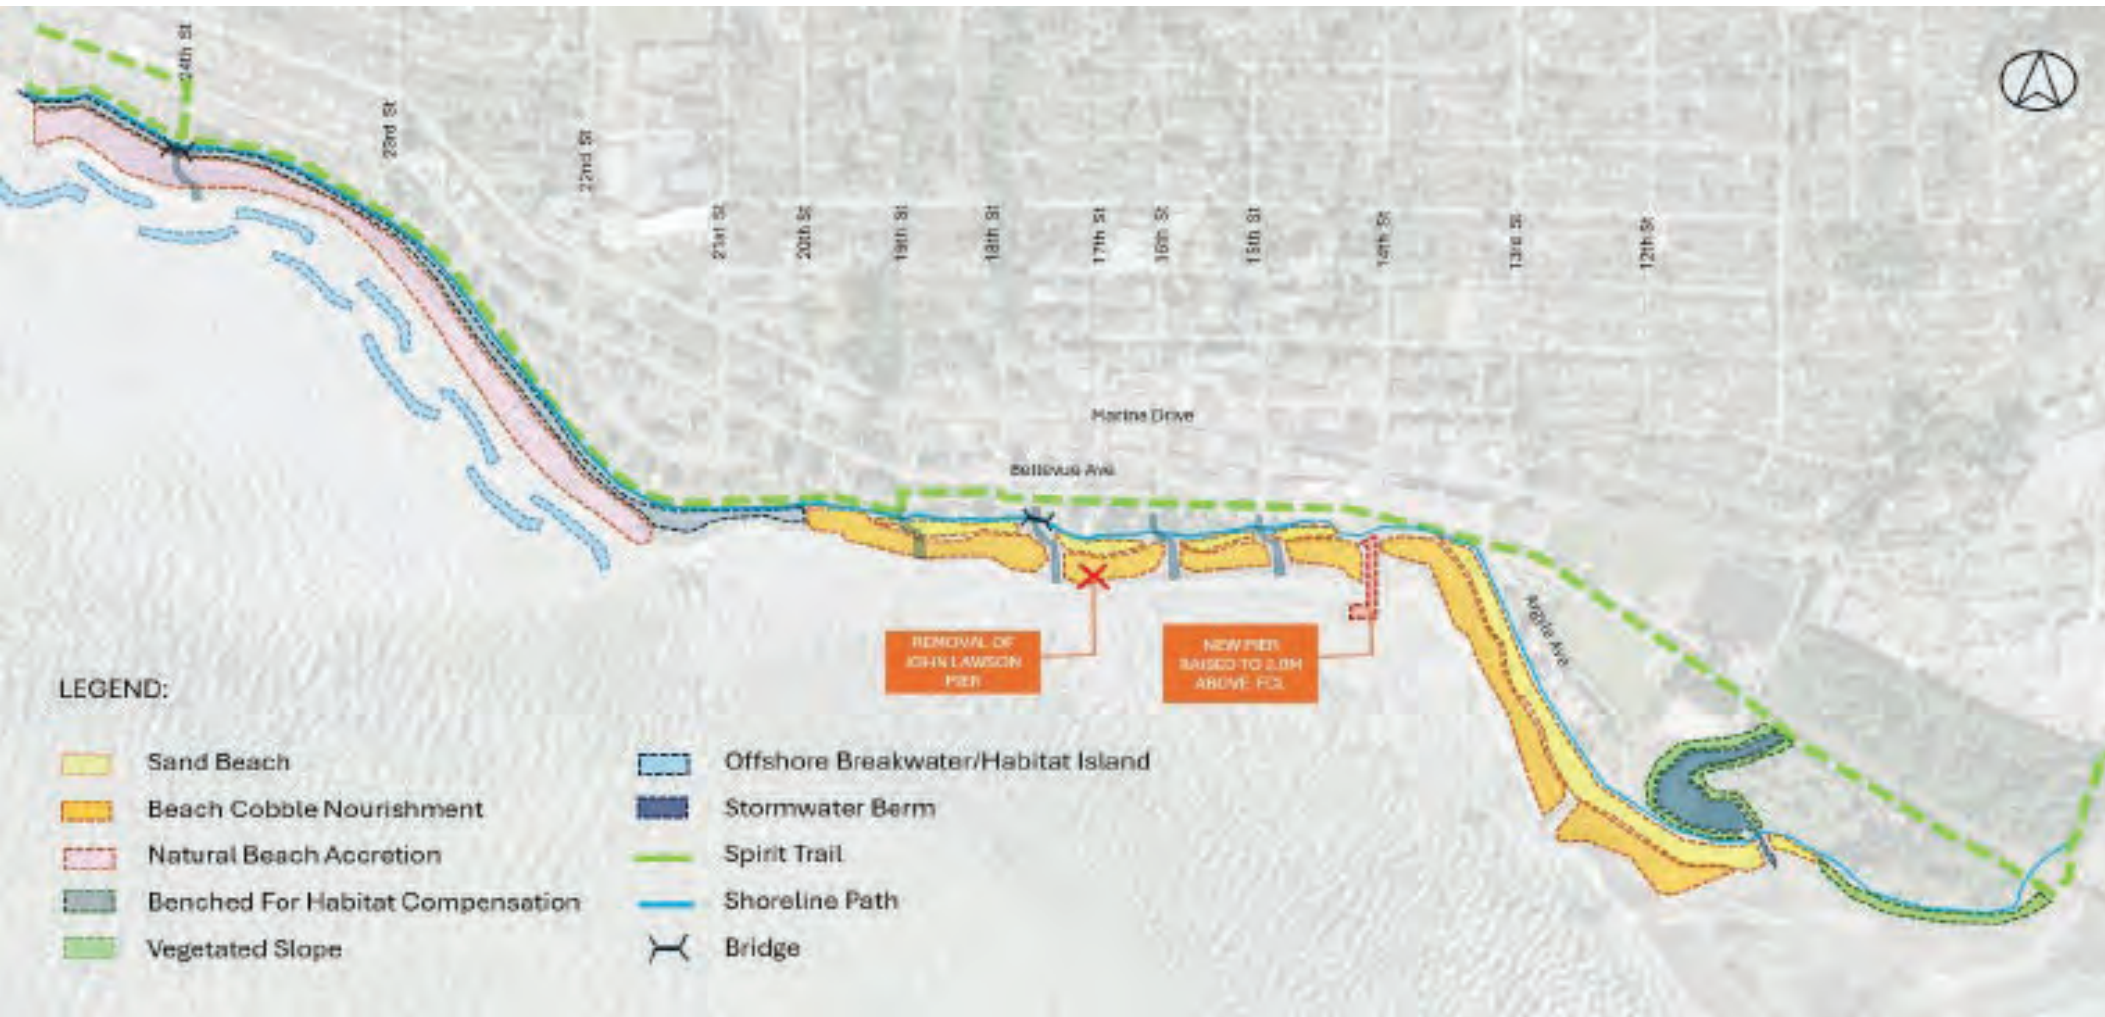 24th St
23rd St
22nd St
21st St
20th St
19th St
18th St
17th St
16th St
15th St
14th St
13rd St
12th St
Marine Drive
Bellevue Ave
Argyle Ave
REMOVAL OF
JOHN LAWSON
PIER
NEW PIER
RAISED TO 2.0M
ABOVE FCL
LEGEND:
Sand Beach
Beach Cobble Nourishment
Natural Beach Accretion
Benched For Habitat Compensation
Vegetated Slope
Offshore Breakwater/Habitat Island
Stormwater Berm
Spirit Trail
Shoreline Path
Bridge